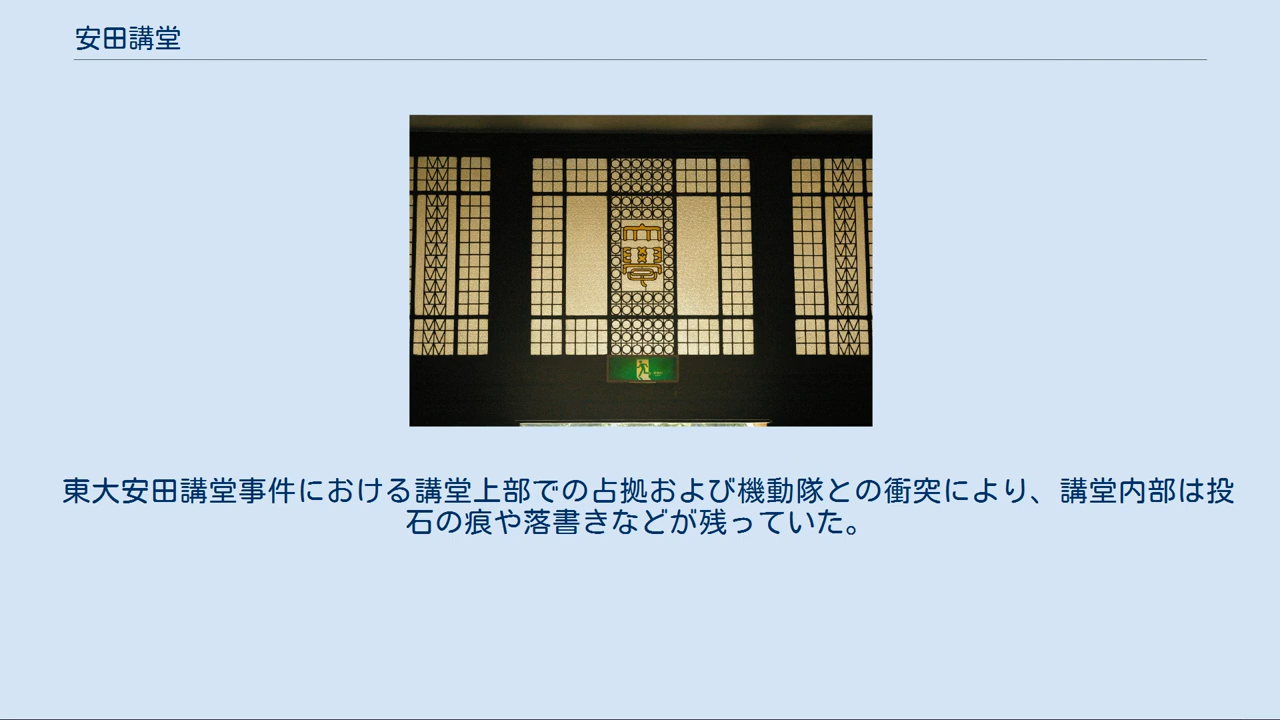 安田講堂
東大安田講堂事件における講堂上部での占拠および機動隊との衝突により、講堂内部は投
石の痕や落書きなどが残っていた。